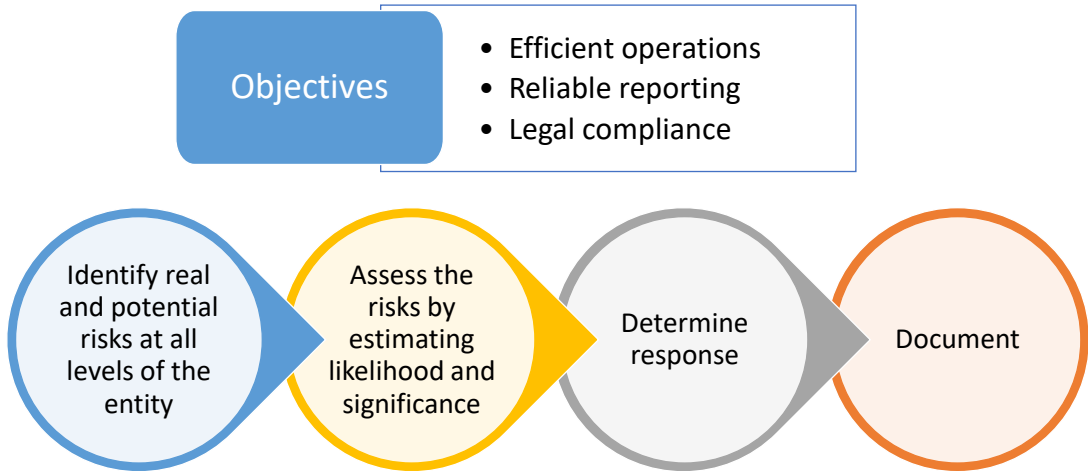 Objectives
• Efficient operations
• Reliable reporting
• Legal compliance
Identify real
and potential
risks at all
levels of the
entity
Assess the
risks by
estimating
likelihood and
significance
Determine
response
Document